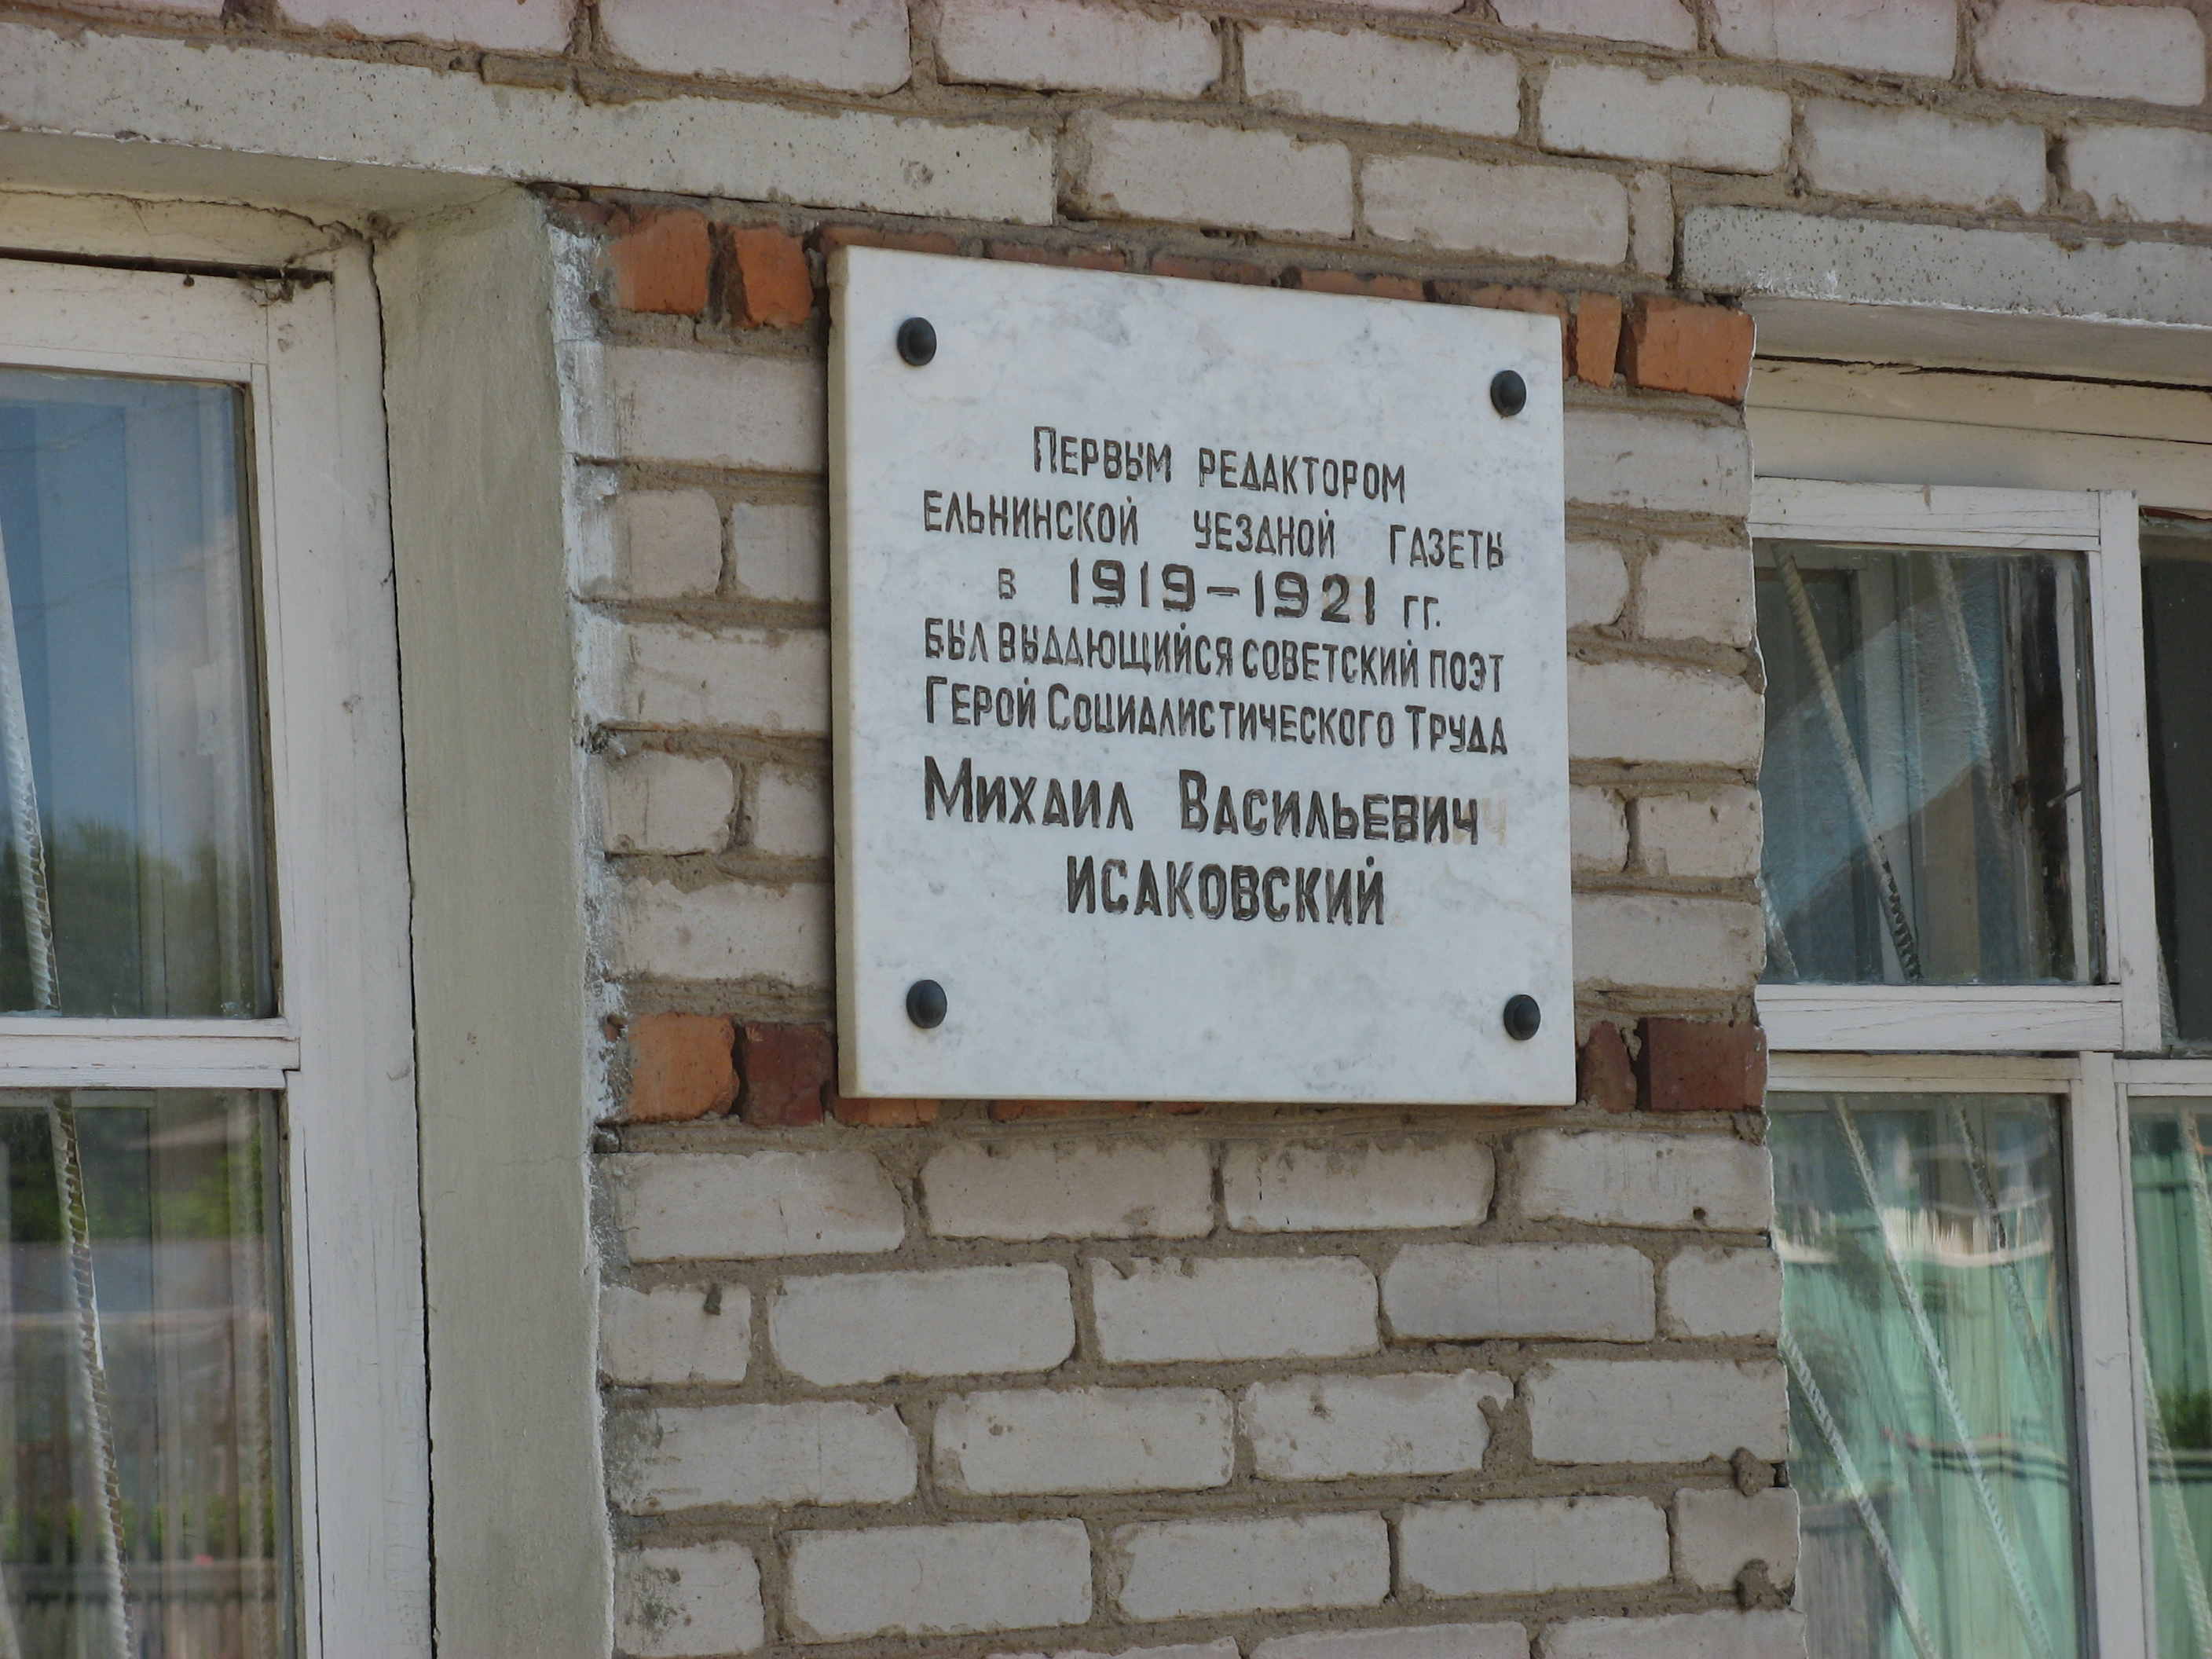 Первым редактором
ельнинской уездной газеты
в 1919-1921 гг.
был выдающийся советский поэт
Герой Социалистического Труда
Михаил Васильевич
ИСАКОВСКИЙ